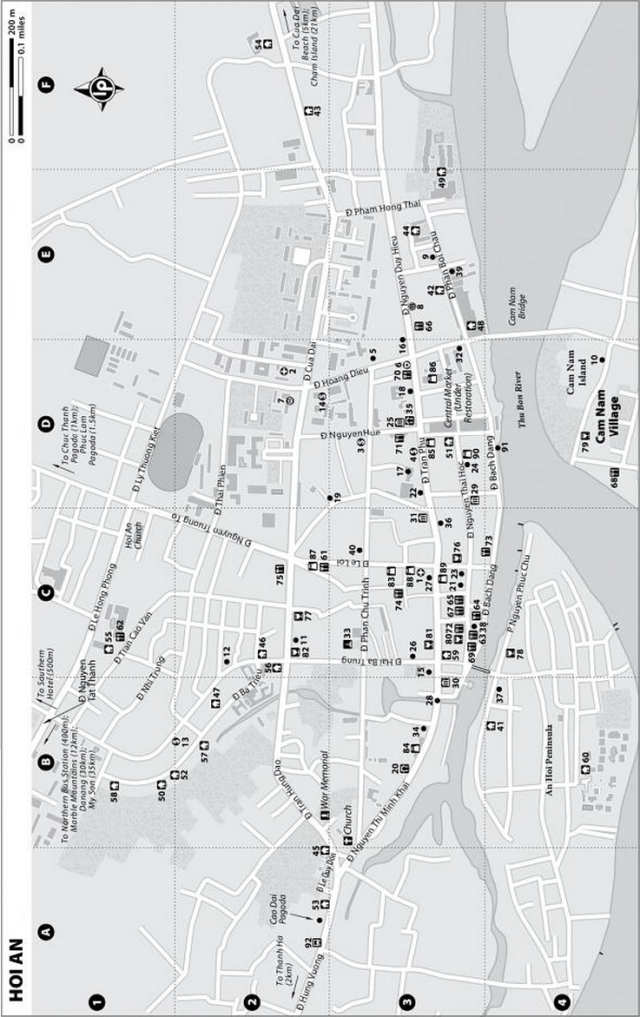 HOI AN
0 200 m
0 0.1 miles
A
B
C
D
E
F
1
2
3
4
lp
To Southern
Hotel (500m)
Đ Nguyen
Tat Thanh
To Northern Bus Station (400m);
Marble Mountains (12km);
Danang (30km);
My Son (35km)
Đ Le Hong Phong
55
62
Đ Tran Cao Van
Đ Nhi Trung
Hoi An
Church
To Chuc Thanh
Pagoda (1km);
Phuc Lam
Pagoda (1.5km)
Đ Ly Thuong Kiet
Đ Thai Phien
Đ Nguyen Truong To
58
50
52
13
57
47
Đ Ba Trieu
12
46
56
75
54
To Cua Dai
Beach (5km);
Cham Island (21km)
43
Đ Cua Dai
2
7
14
Đ Hoang Dieu
5
3
Đ Nguyen Hue
19
Đ Tran Hung Dao
War Memorial
Church
45
Đ Le Quy Don
53
Cao Dai
Pagoda
92
To Thanh Ha
(2km)
Đ Hung Vuong
Đ Nguyen Thi Minh Khai
82 11
77
87
61
33
40
Đ Le Loi
Đ Phan Chu Trinh
Đ Hai Ba Trung
Đ Pham Hong Thai
49
44
9
Đ Phan Boi Chau
39
42
Đ Nguyen Duy Hieu
8
66
48
16
70 6
18
86
32
25
35
Central Market
(Under
Restoration)
71
4
85
17
Đ Tran Phu
22
31
36
51
24 90
29
Đ Nguyen Thai Hoc
Đ Bach Dang
91
83
88
1
27
74
89
76
73
21 23
67 65
64
80 72
59
69
63 38
Đ Bach Dang
26
81
15
30
28
34
84
20
Thu Bon River
Cam Nam
Bridge
Cam Nam
Island
10
Cam Nam
Village
79
68
P Nguyen Phuc Chu
78
37
41
An Hoi Peninsula
60